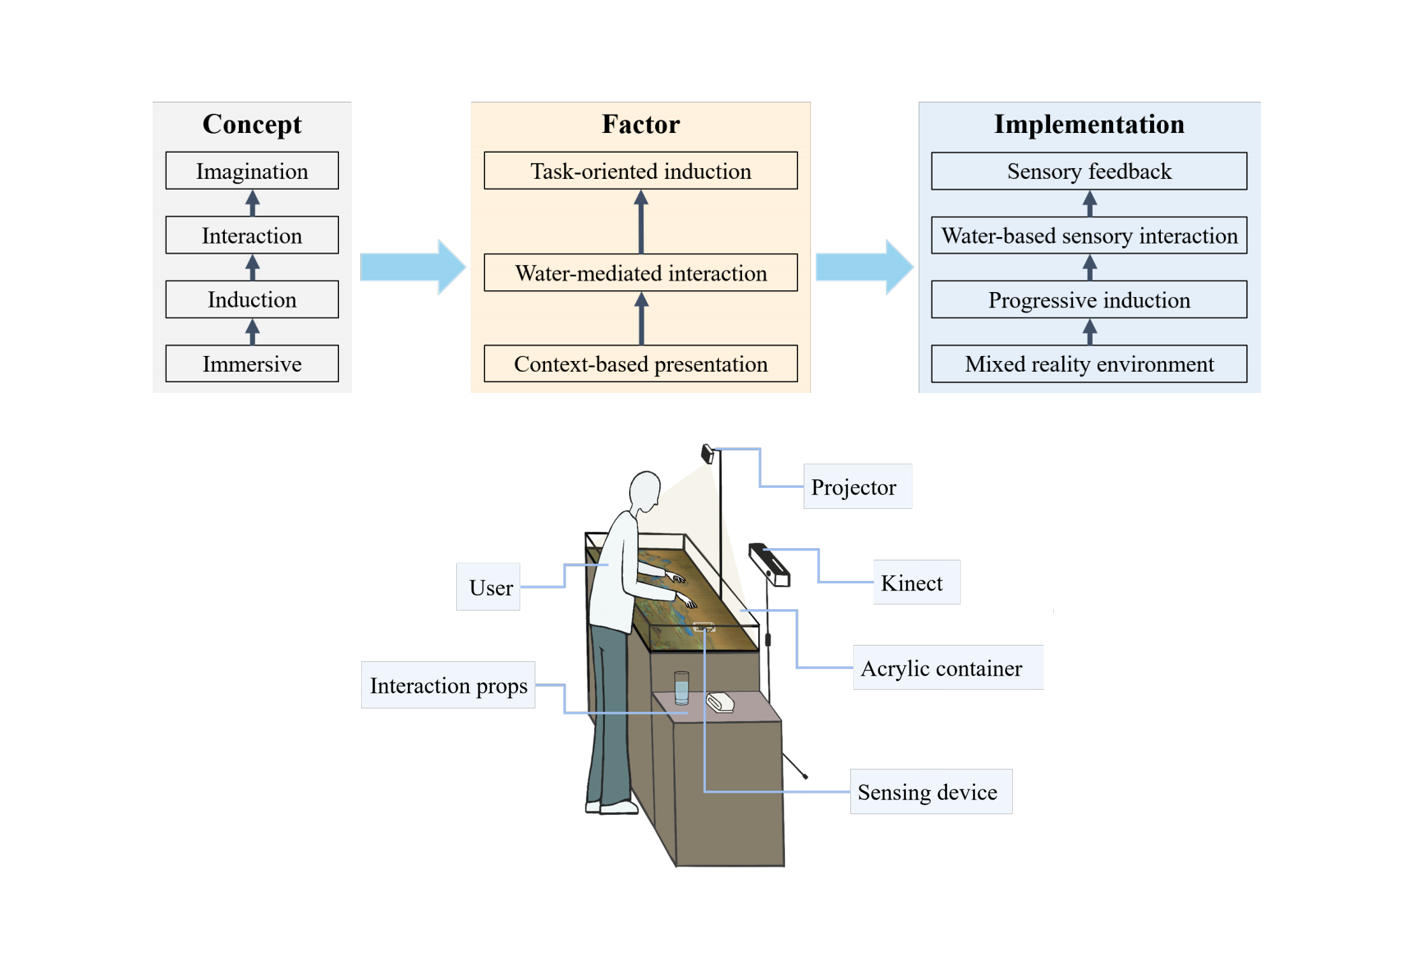 Concept
Imagination
Interaction
Induction
Immersive
Factor
Task-oriented induction
Water-mediated interaction
Context-based presentation
Implementation
Sensory feedback
Water-based sensory interaction
Progressive induction
Mixed reality environment
Projector
Kinect
User
Acrylic container
Interaction props
Sensing device